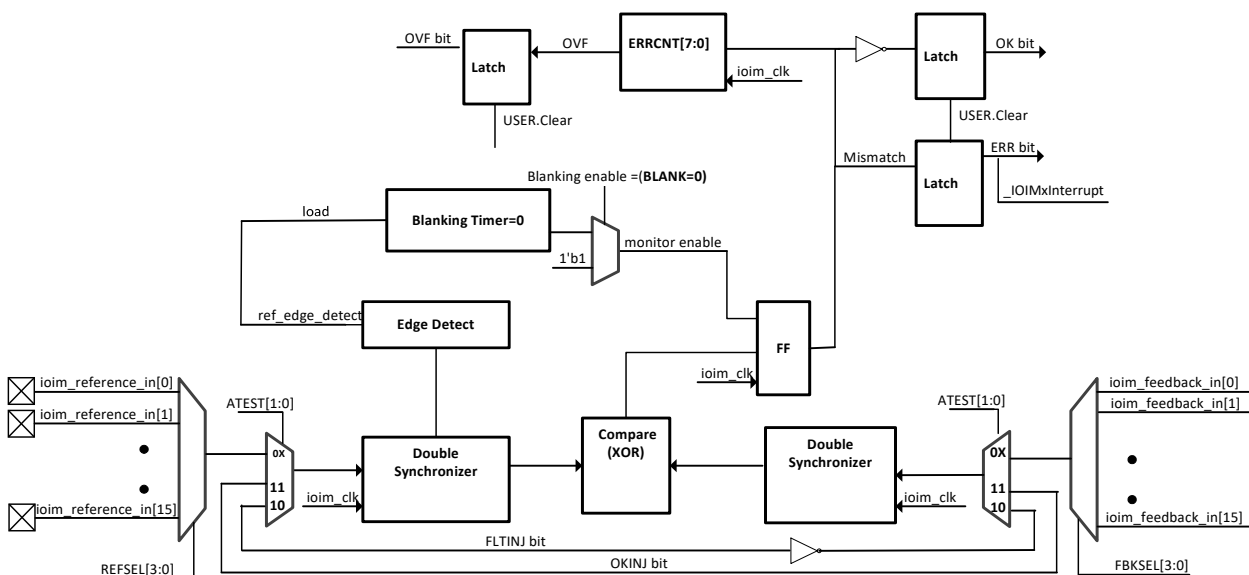 OVF bit
Latch
OVF
ERRCNT[7:0]
ioim_clk
Latch
OK bit
USER.Clear
USER.Clear
Mismatch
Latch
ERR bit
_IOIMxInterrupt
Blanking enable =(BLANK=0)
load
Blanking Timer=0
1'b1
monitor enable
ref_edge_detect
Edge Detect
FF
ioim_clk
ioim_reference_in[0]
ioim_reference_in[1]
ioim_reference_in[15]
REFSEL[3:0]
ATEST[1:0]
0X
11
10
ioim_clk
Double
Synchronizer
Compare
(XOR)
Double
Synchronizer
ioim_clk
ATEST[1:0]
0X
11
10
ioim_feedback_in[0]
ioim_feedback_in[1]
ioim_feedback_in[15]
FLTINJ bit
OKINJ bit
FBKSEL[3:0]